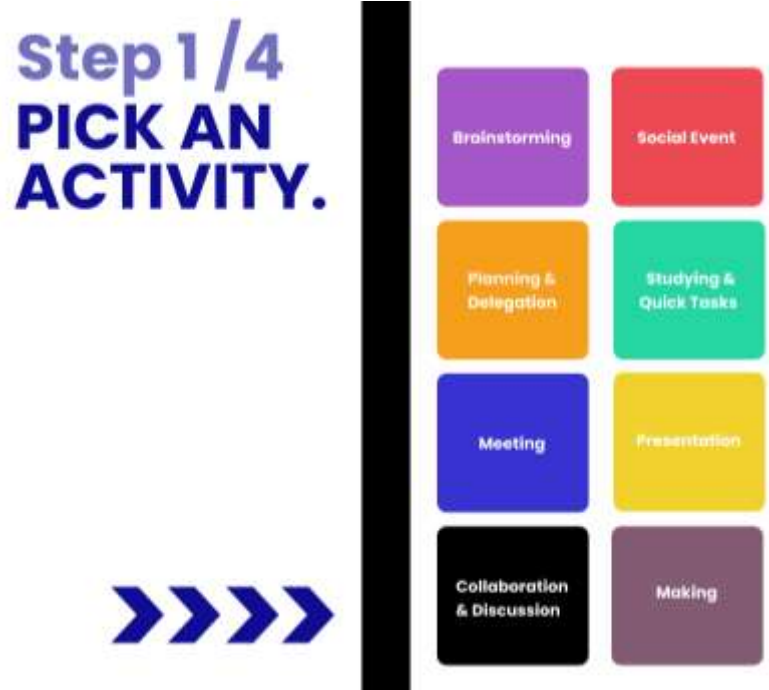 Step 1/4
PICK AN
ACTIVITY.
Brainstorming
Social Event
Planning &
Delegation
Studying &
Quick Tasks
Meeting
Presentation
Collaboration
& Discussion
Making